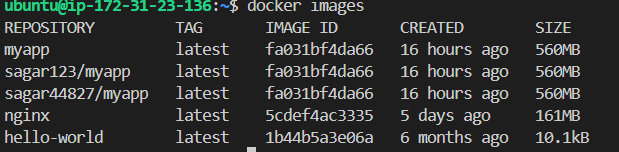 ubuntu@ip-172-31-23-136:~$ docker images
REPOSITORY TAG IMAGE ID CREATED SIZE
myapp latest fa031bf4da66 16 hours ago 560MB
sagar123/myapp latest fa031bf4da66 16 hours ago 560MB
sagar44827/myapp latest fa031bf4da66 16 hours ago 560MB
nginx latest 5cdef4ac3335 5 days ago 161MB
hello-world latest 1b44b5a3e06a 6 months ago 10.1kB